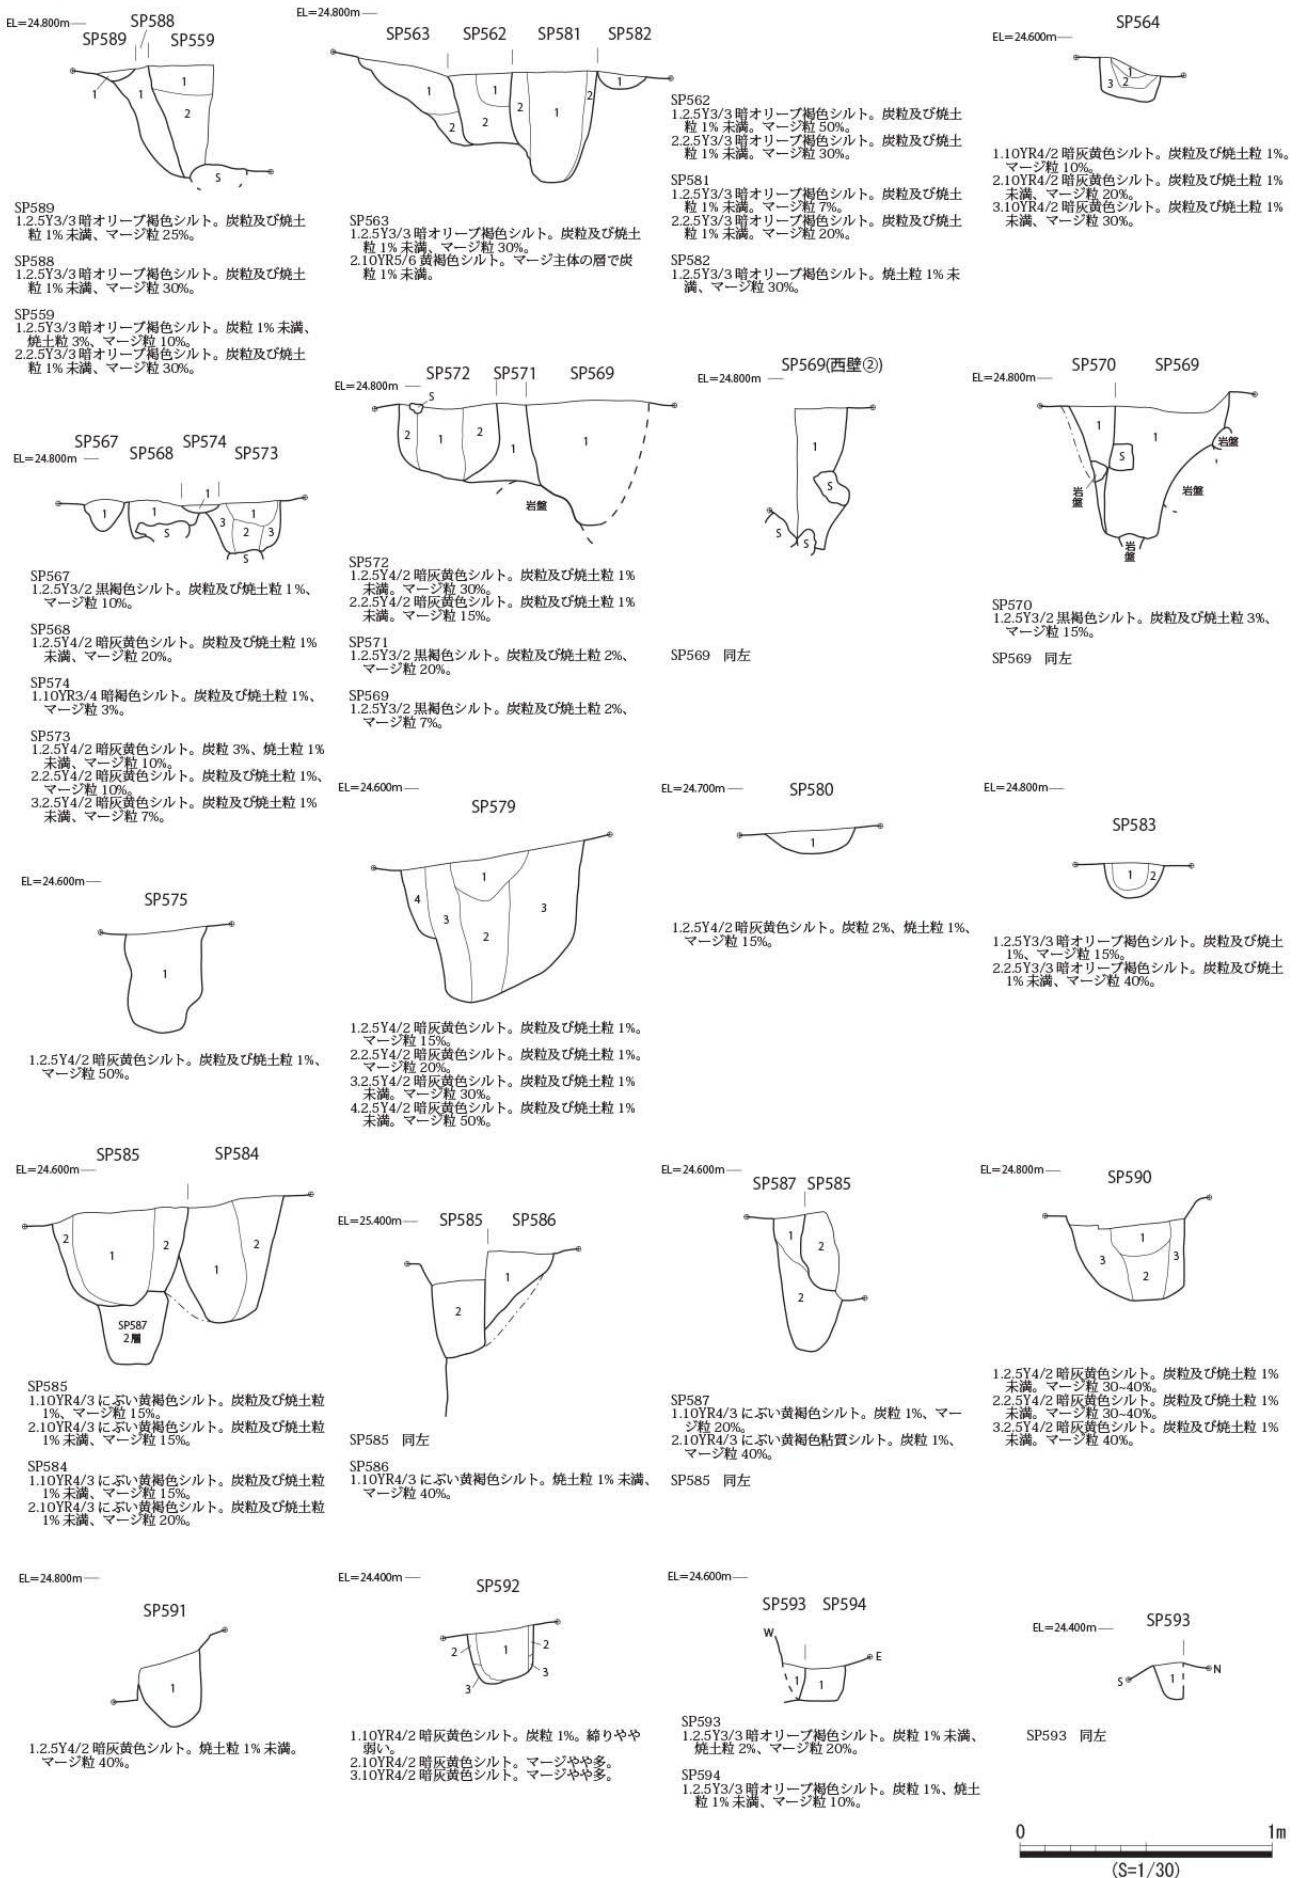 EL=24.800m
SP589
SP588
SP559
1
1
1
2
S
SP589
1.2.5Y3/3 暗オリーブ褐色シルト。炭粒及び焼土
粒 1% 未満、マージ粒 25%。
SP588
1.2.5Y3/3 暗オリーブ褐色シルト。炭粒及び焼土
粒 1% 未満、マージ粒 30%。
SP559
1.2.5Y3/3 暗オリーブ褐色シルト。炭粒 1% 未満、
焼土粒 3%、マージ粒 10%。
2.2.5Y3/3 暗オリーブ褐色シルト。炭粒及び焼土
粒 1% 未満、マージ粒 30%。
EL=24.800m
SP563 SP562 SP581 SP582
1
2
1
2
2
1
2
1
SP563
1.2.5Y3/3 暗オリーブ褐色シルト。炭粒及び焼土
粒 1% 未満、マージ粒 30%。
2.10YR5/6 黄褐色シルト。マージ主体の層で炭
粒 1% 未満。
SP562
1.2.5Y3/3 暗オリーブ褐色シルト。炭粒及び焼土
粒 1% 未満。マージ粒 50%。
2.2.5Y3/3 暗オリーブ褐色シルト。炭粒及び焼土
粒 1% 未満。マージ粒 30%。
SP581
1.2.5Y3/3 暗オリーブ褐色シルト。炭粒及び焼土
粒 1% 未満。マージ粒 7%。
2.2.5Y3/3 暗オリーブ褐色シルト。炭粒及び焼土
粒 1% 未満。マージ粒 20%。
SP582
1.2.5Y3/3 暗オリーブ褐色シルト。焼土 1% 未
満、マージ粒 30%。
SP564
EL=24.600m
1
3 2
1.10YR4/2 暗灰黄色シルト。炭粒及び焼土粒 1%。
マージ粒 10%。
2.10YR4/2 暗灰黄色シルト。炭粒及び焼土粒 1%
未満、マージ粒 20%。
3.10YR4/2 暗灰黄色シルト。炭粒及び焼土粒 1%
未満、マージ粒 30%。
SP567 SP568 SP574 SP573
EL=24.800m
1
1
S
1
3
1
2
3
S
SP567
1.2.5Y3/2 黒褐色シルト。炭粒及び焼土粒 1%、
マージ粒 10%。
SP568
1.2.5Y4/2 暗灰黄色シルト。炭粒及び焼土粒 1%
未満、マージ粒 20%。
SP574
1.10YR3/4 暗褐色シルト。炭粒及び焼土粒 1%、
マージ粒 3%。
SP573
1.2.5Y4/2 暗灰黄色シルト。炭粒 3%、焼土粒 1%
未満、マージ粒 10%。
2.2.5Y4/2 暗灰黄色シルト。炭粒及び焼土粒 1%、
マージ粒 10%。
3.2.5Y4/2 暗灰黄色シルト。炭粒及び焼土粒 1%
未満、マージ粒 7%。
SP572 SP571 SP569
EL=24.800m
S
2
1
2
1
1
岩盤
SP572
1.2.5Y4/2 暗灰黄色シルト。炭粒及び焼土粒 1%
未満。マージ粒 30%。
2.2.5Y4/2 暗灰黄色シルト。炭粒及び焼土粒 1%
未満。マージ粒 15%。
SP571
1.2.5Y3/2 黒褐色シルト。炭粒及び焼土粒 2%、
マージ粒 20%。
SP569
1.2.5Y3/2 黒褐色シルト。炭粒及び焼土粒 2%、
マージ粒 7%。
SP569(西壁②)
EL=24.800m
1
S
S S
SP569 同左
SP570 SP569
EL=24.800m
1
S
1
岩盤
岩盤
岩盤
岩盤
SP570
1.2.5Y3/2 黒褐色シルト。炭粒及び焼土粒 3%、
マージ粒 15%。
SP569 同左
EL=24.600m
SP575
1
1.2.5Y4/2 暗灰黄色シルト。炭粒及び焼土粒 1%、
マージ粒 50%。
EL=24.600m
SP579
1
4
3
2
3
1.2.5Y4/2 暗灰黄色シルト。炭粒及び焼土粒 1%。
マージ粒 15%。
2.2.5Y4/2 暗灰黄色シルト。炭粒及び焼土粒 1%。
マージ粒 20%。
3.2.5Y4/2 暗灰黄色シルト。炭粒及び焼土粒 1%
未満。マージ粒 30%。
4.2.5Y4/2 暗灰黄色シルト。炭粒及び焼土粒 1%
未満。マージ粒 50%。
EL=24.700m
SP580
1
1.2.5Y4/2 暗灰黄色シルト。炭粒 2%、焼土粒 1%、
マージ粒 15%。
EL=24.800m
SP583
1 2
1.2.5Y3/3 暗オリーブ褐色シルト。炭粒及び焼土
1%、マージ粒 15%。
2.2.5Y3/3 暗オリーブ褐色シルト。炭粒及び焼土
1% 未満、マージ粒 40%。
SP585 SP584
EL=24.600m
2
1
2
1
2
SP587
2層
SP585
1.10YR4/3 にぶい黄褐色シルト。炭粒及び焼土粒
1%、マージ粒 15%。
2.10YR4/3 にぶい黄褐色シルト。炭粒及び焼土粒
1% 未満、マージ粒 15%。
SP584
1.10YR4/3 にぶい黄褐色シルト。炭粒及び焼土粒
1% 未満、マージ粒 15%。
2.10YR4/3 にぶい黄褐色シルト。炭粒及び焼土粒
1% 未満、マージ粒 20%。
EL=25.400m
SP585 SP586
2
1
SP585 同左
SP586
1.10YR4/3 にぶい黄褐色シルト。焼土粒 1% 未満、
マージ粒 40%。
EL=24.600m
SP587 SP585
1
2
2
SP587
1.10YR4/3 にぶい黄褐色シルト。炭粒 1%、マー
ジ粒 20%。
2.10YR4/3 にぶい黄褐色粘質シルト。炭粒 1%、
マージ粒 40%。
SP585 同左
EL=24.800m
SP590
1
3
2
3
1.2.5Y4/2 暗灰黄色シルト。炭粒及び焼土粒 1%
未満。マージ粒 30~40%。
2.2.5Y4/2 暗灰黄色シルト。炭粒及び焼土粒 1%
未満。マージ粒 30~40%。
3.2.5Y4/2 暗灰黄色シルト。炭粒及び焼土粒 1%
未満。マージ粒 40%。
EL=24.800m
SP591
1
1.2.5Y4/2 暗灰黄色シルト。焼土粒 1% 未満。
マージ粒 40%。
EL=24.400m
SP592
2
1
2
3
3
1.10YR4/2 暗灰黄色シルト。炭粒 1%。締りやや
弱い。
2.10YR4/2 暗灰黄色シルト。マージやや多。
3.10YR4/2 暗灰黄色シルト。マージやや多。
EL=24.600m
SP593 SP594
W
E
1
1
SP593
1.2.5Y3/3 暗オリーブ褐色シルト。炭粒 1% 未満、
焼土粒 2%、マージ粒 20%。
SP594
1.2.5Y3/3 暗オリーブ褐色シルト。炭粒 1%、焼土
粒 1% 未満、マージ粒 10%。
SP593
EL=24.400m
S
1
N
SP593 同左
0 1m
(S=1/30)